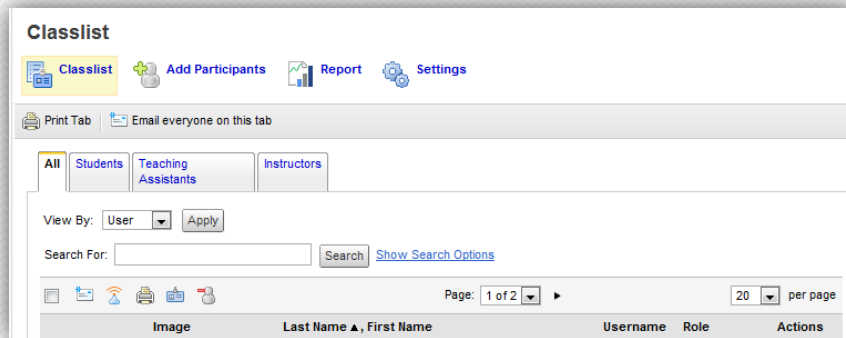 Classlist
Classlist Add Participants Report Settings
Print Tab Email everyone on this tab
All Students Teaching Assistants Instructors
View By: User Apply
Search For: Search Show Search Options
Page: 1 of 2 20 per page
Image Last Name ▲, First Name Username Role Actions